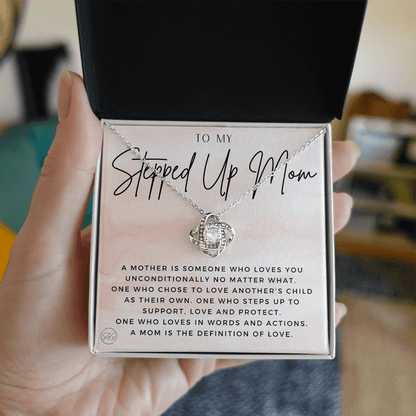 TO MY
Stepped Up Mom
A MOTHER IS SOMEONE WHO LOVES YOU
UNCONDITIONALLY NO MATTER WHAT.
ONE WHO CHOSE TO LOVE ANOTHER'S CHILD
AS THEIR OWN. ONE WHO STEPS UP TO
SUPPORT, LOVE AND PROTECT.
ONE WHO LOVES IN WORDS AND ACTIONS.
A MOM IS THE DEFINITION OF LOVE.